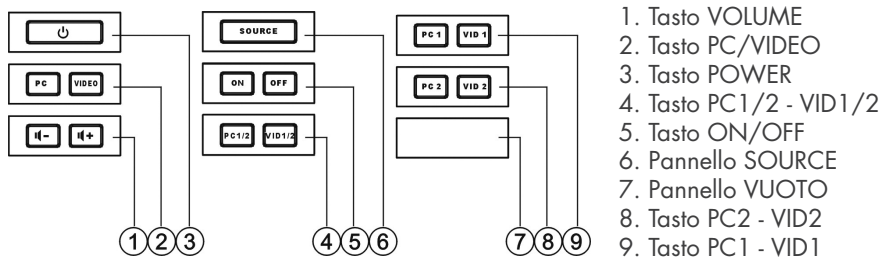 ⏻ SOURCE PC 1 VID 1
PC VIDEO ON OFF PC 2 VID 2
- + PC1/2 VID1/2
1 2 3 4 5 6 7 8 9
1. Tasto VOLUME
2. Tasto PC/VIDEO
3. Tasto POWER
4. Tasto PC1/2 - VID1/2
5. Tasto ON/OFF
6. Pannello SOURCE
7. Pannello VUOTO
8. Tasto PC2 - VID2
9. Tasto PC1 - VID1